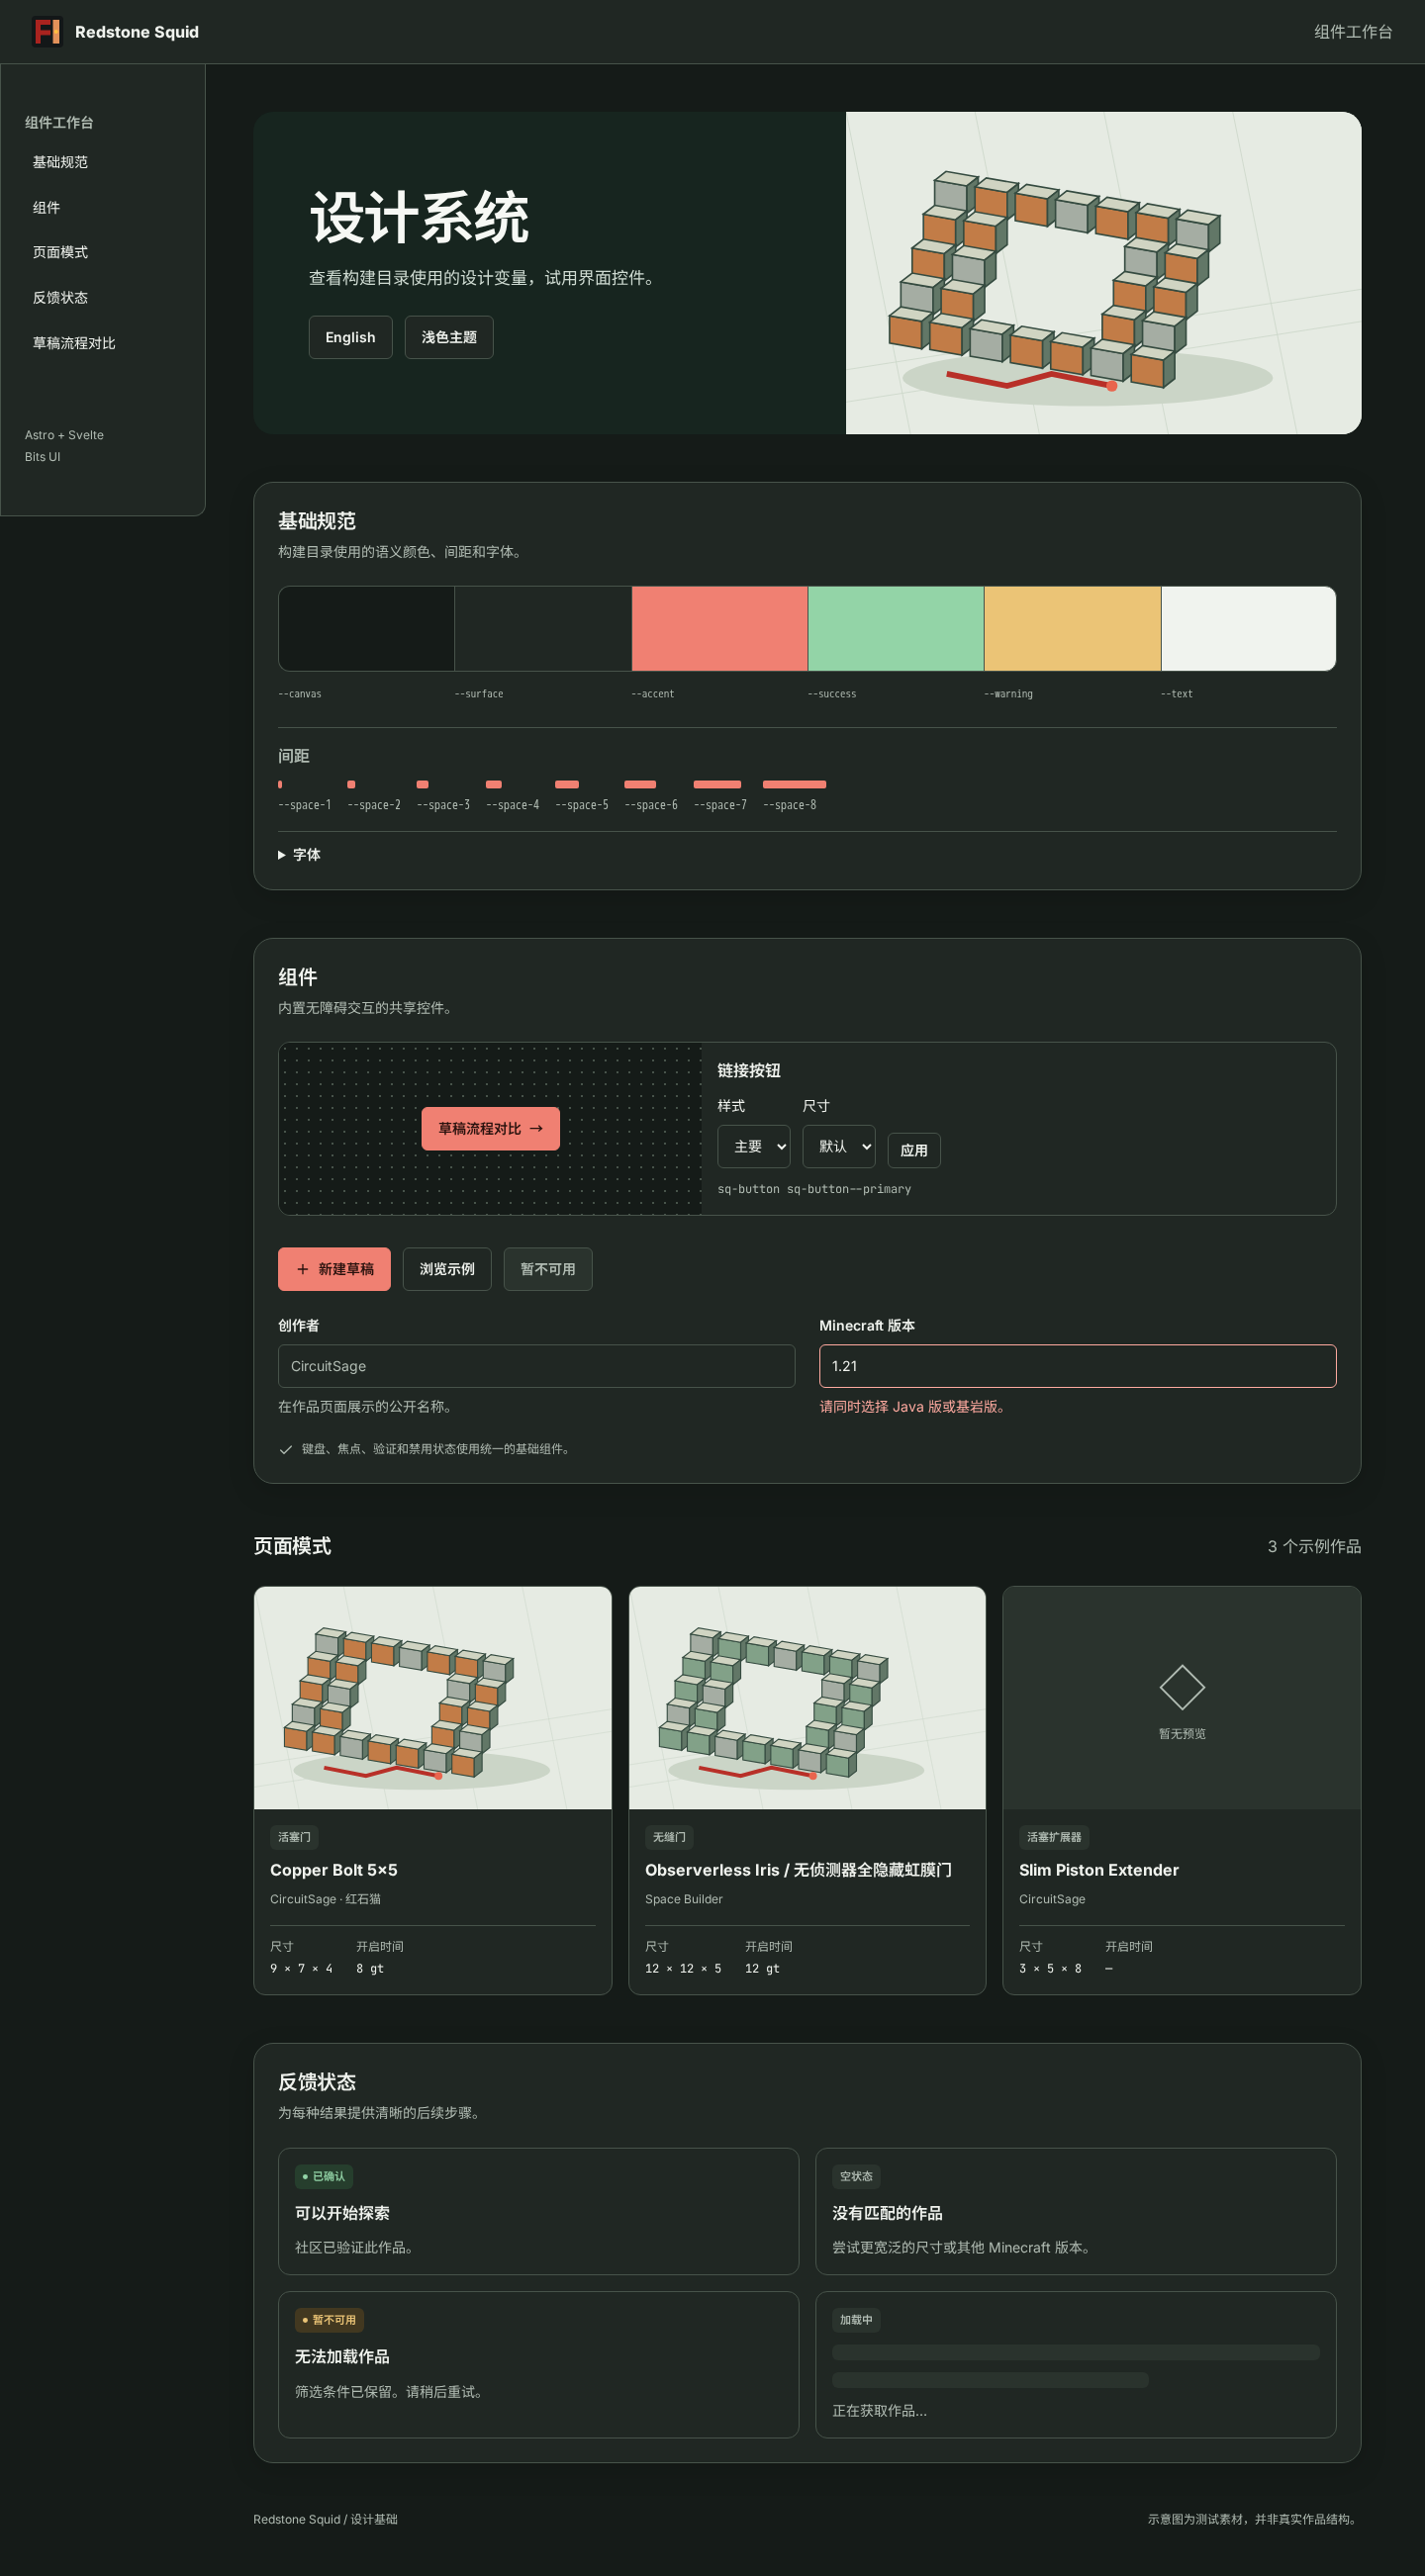 Redstone Squid
组件工作台
组件工作台
基础规范
组件
页面模式
反馈状态
草稿流程对比
Astro + Svelte
Bits UI
设计系统
查看构建目录使用的设计变量，试用界面控件。
English 浅色主题
基础规范
构建目录使用的语义颜色、间距和字体。
--canvas --surface --accent --success --warning --text
间距
--space-1 --space-2 --space-3 --space-4 --space-5 --space-6 --space-7 --space-8
字体
组件
内置无障碍交互的共享控件。
草稿流程对比 →
链接按钮
样式 尺寸
主要 默认 应用
sq-button sq-button--primary
+ 新建草稿 浏览示例 暂不可用
创作者
CircuitSage
在作品页面展示的公开名称。
Minecraft 版本
1.21
请同时选择 Java 版或基岩版。
键盘、焦点、验证和禁用状态使用统一的基础组件。
页面模式
3 个示例作品
活塞门
Copper Bolt 5×5
CircuitSage · 红石猫
尺寸 开启时间
9 × 7 × 4 8 gt
无缝门
Observerless Iris / 无侦测器全隐藏虹膜门
Space Builder
尺寸 开启时间
12 × 12 × 5 12 gt
暂无预览
活塞扩展器
Slim Piston Extender
CircuitSage
尺寸 开启时间
3 × 5 × 8 —
反馈状态
为每种结果提供清晰的后续步骤。
已确认
可以开始探索
社区已验证此作品。
空状态
没有匹配的作品
尝试更宽泛的尺寸或其他 Minecraft 版本。
暂不可用
无法加载作品
筛选条件已保留。请稍后重试。
加载中
正在获取作品…
Redstone Squid / 设计基础
示意图为测试素材，并非真实作品结构。